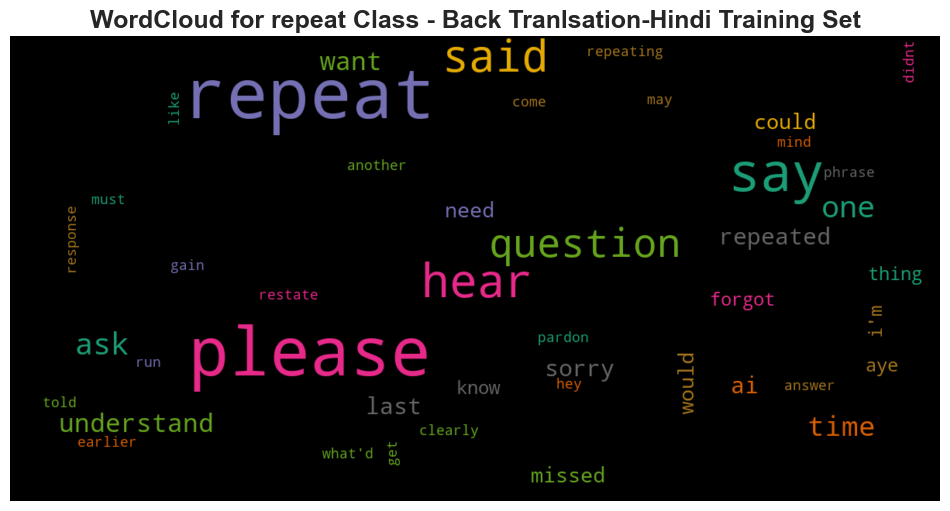 WordCloud for repeat Class - Back Tranlsation-Hindi Training Set
said
repeating
didnt
want
repeat
like
come
may
could
mind
another
say
phrase
must
one
need
response
question
repeated
gain
hear
thing
restate
forgot
i'm
please
pardon
ask
run
sorry
would
aye
know
hey
ai
answer
told
last
understand
time
earlier
clearly
what'd
get
missed